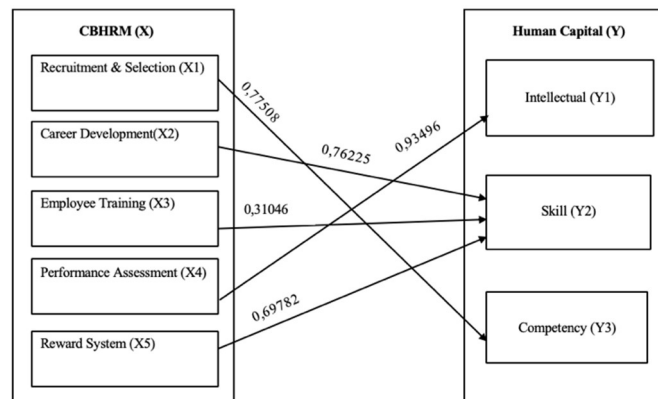 CBHRM (X)
Recruitment & Selection (X1)
Career Development(X2)
Employee Training (X3)
Performance Assessment (X4)
Reward System (X5)
0,77508
0,76225
0,93496
0,31046
0,69782
Human Capital (Y)
Intellectual (Y1)
Skill (Y2)
Competency (Y3)